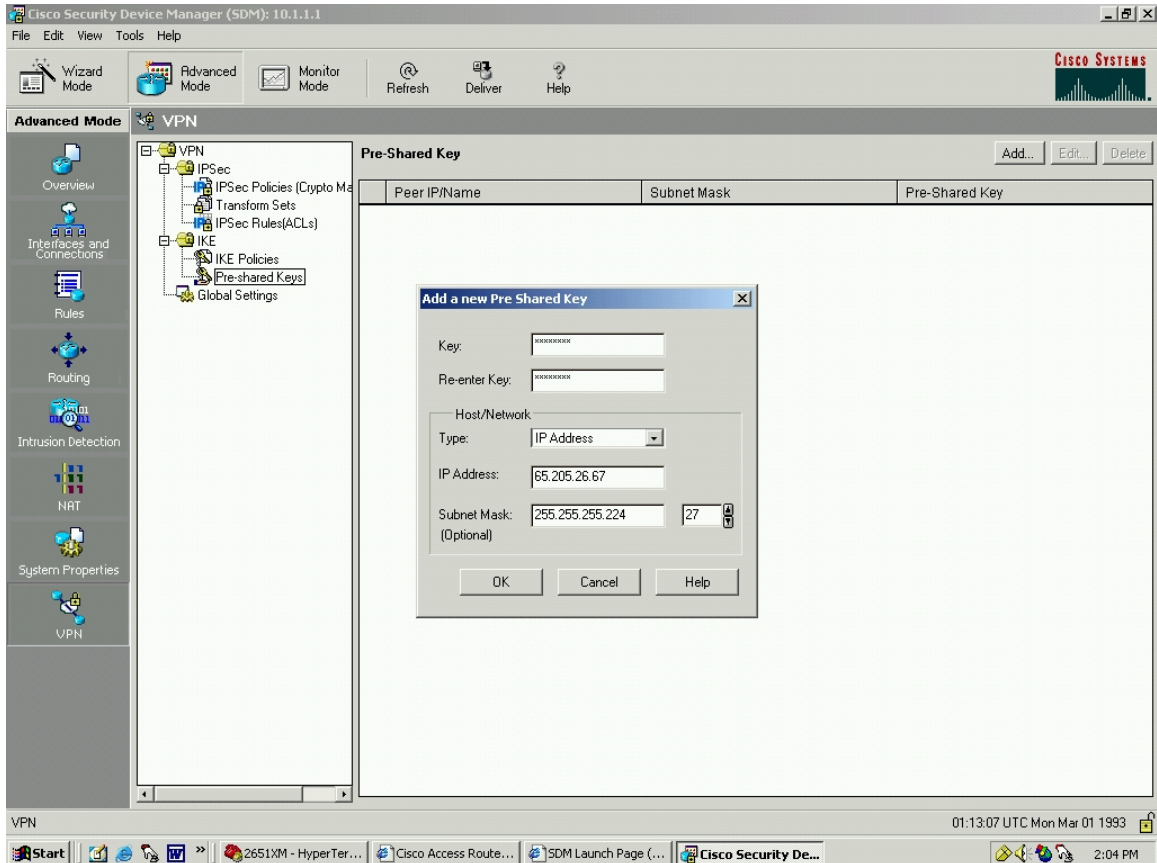 Cisco Security Device Manager (SDM): 10.1.1.1
File Edit View Tools Help
Wizard Mode
Advanced Mode
Monitor Mode
Refresh
Deliver
Help
CISCO SYSTEMS
Advanced Mode
VPN
Overview
Interfaces and Connections
Rules
Routing
Intrusion Detection
NAT
System Properties
VPN
VPN
IPSec
IPSec Policies (Crypto Ma
Transform Sets
IPSec Rules(ACLs)
IKE
IKE Policies
Pre-shared Keys
Global Settings
Pre-Shared Key
Add... Edit... Delete
Peer IP/Name Subnet Mask Pre-Shared Key
Add a new Pre Shared Key
Key: ********
Re-enter Key: ********
Host/Network
Type: IP Address
IP Address: 65.205.26.67
Subnet Mask: 255.255.255.224 27
(Optional)
OK Cancel Help
VPN 01:13:07 UTC Mon Mar 01 1993
Start » 2651XM - HyperTer... Cisco Access Route... SDM Launch Page (... Cisco Security De... 2:04 PM